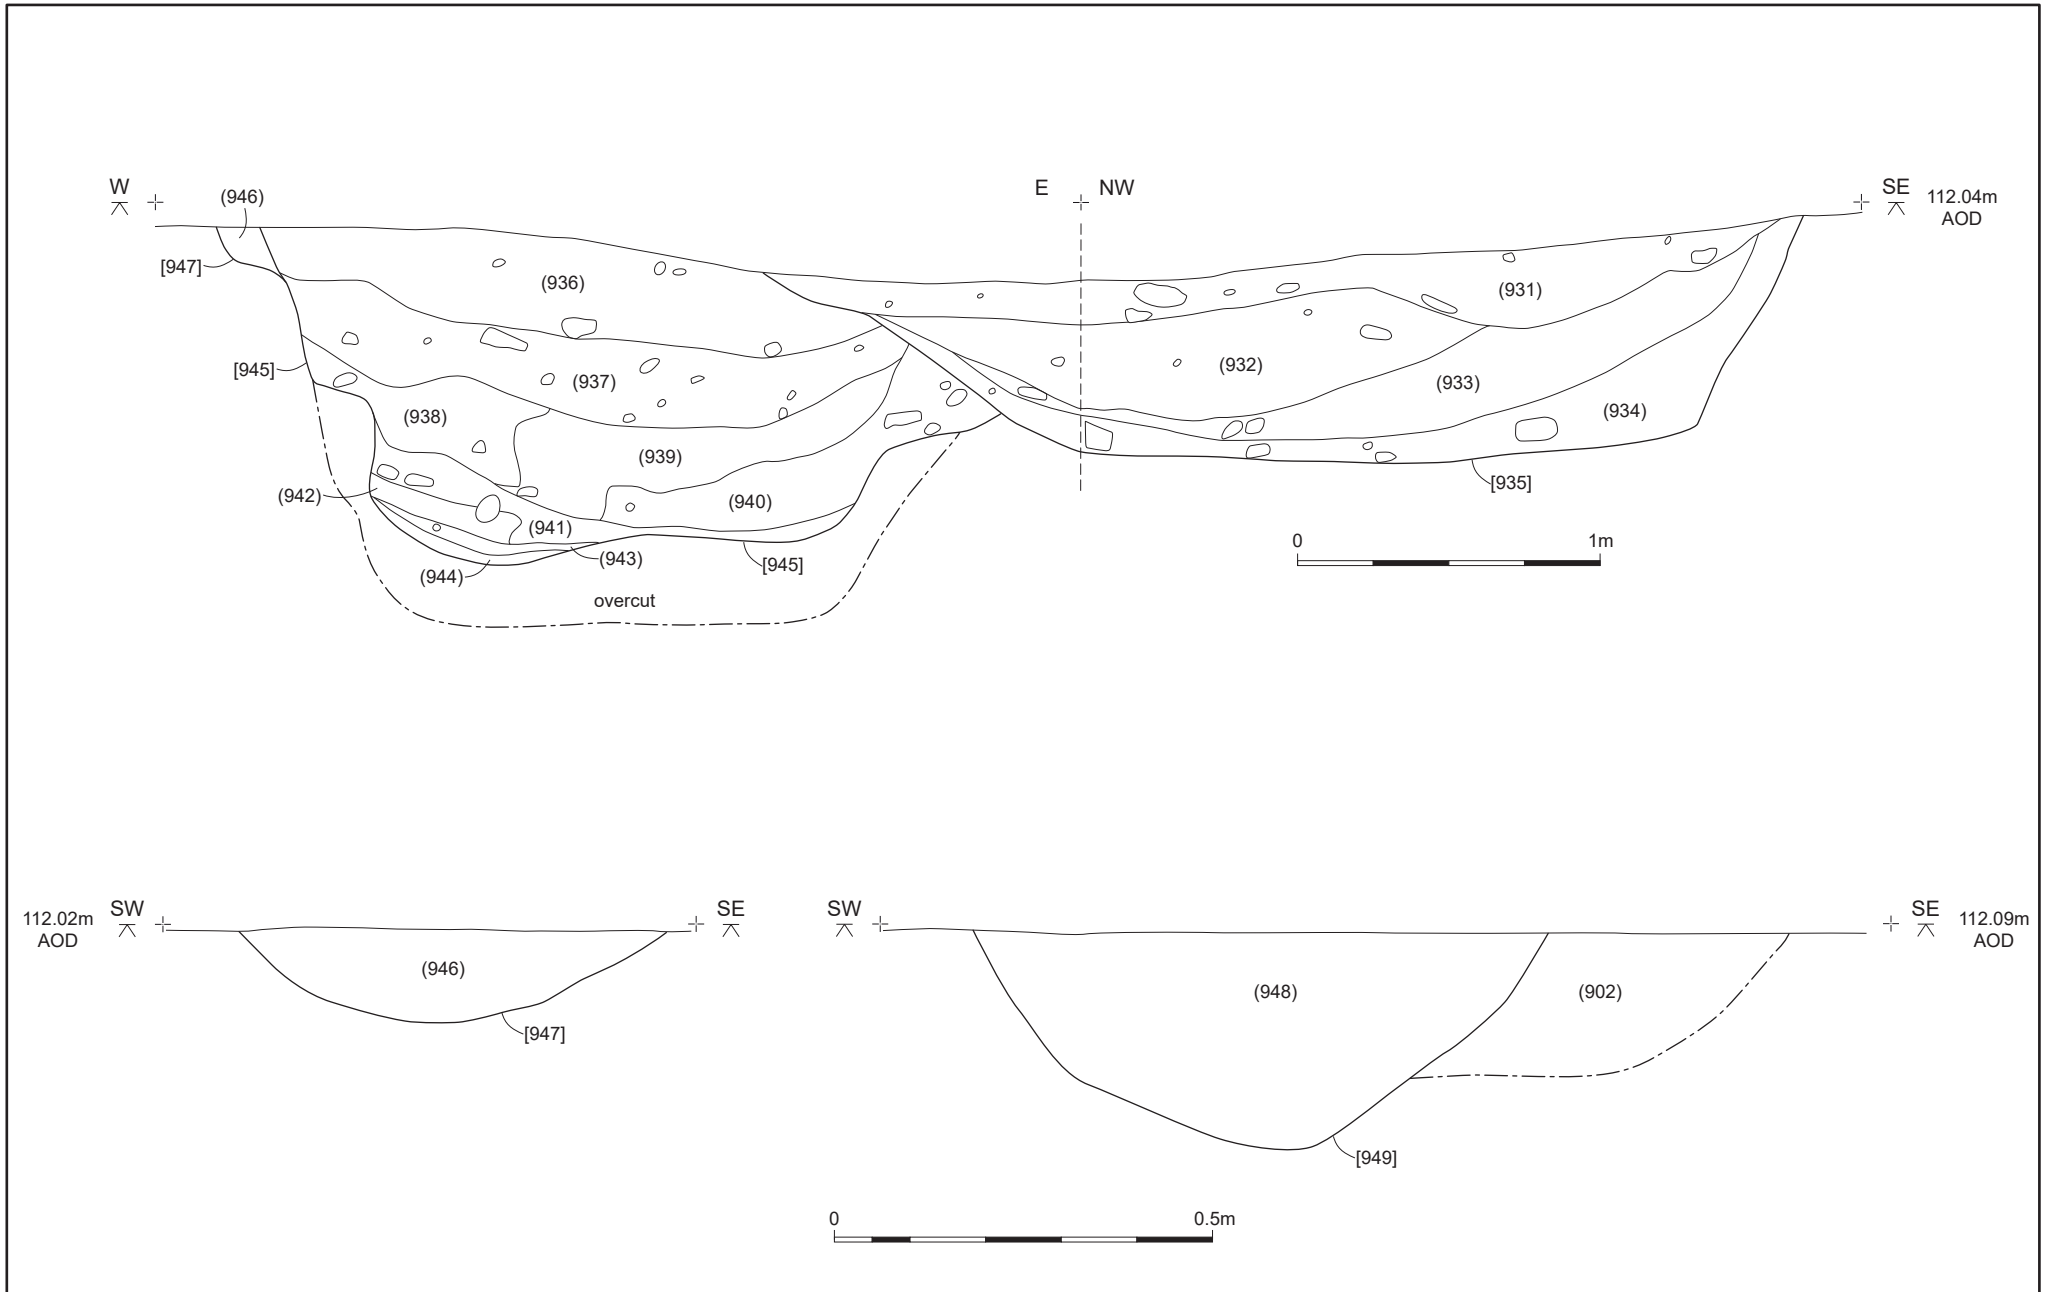 W
(946)
E
NW
SE
112.04m
AOD
[947]
(936)
(931)
[945]
(937)
(932)
(933)
(938)
(934)
(939)
(942)
(940)
[935]
(941)
(943)
[945]
(944)
0
1m
overcut
112.02m
AOD
SW
SE
SW
SE
112.09m
AOD
(946)
(948)
(902)
[947]
[949]
0
0.5m